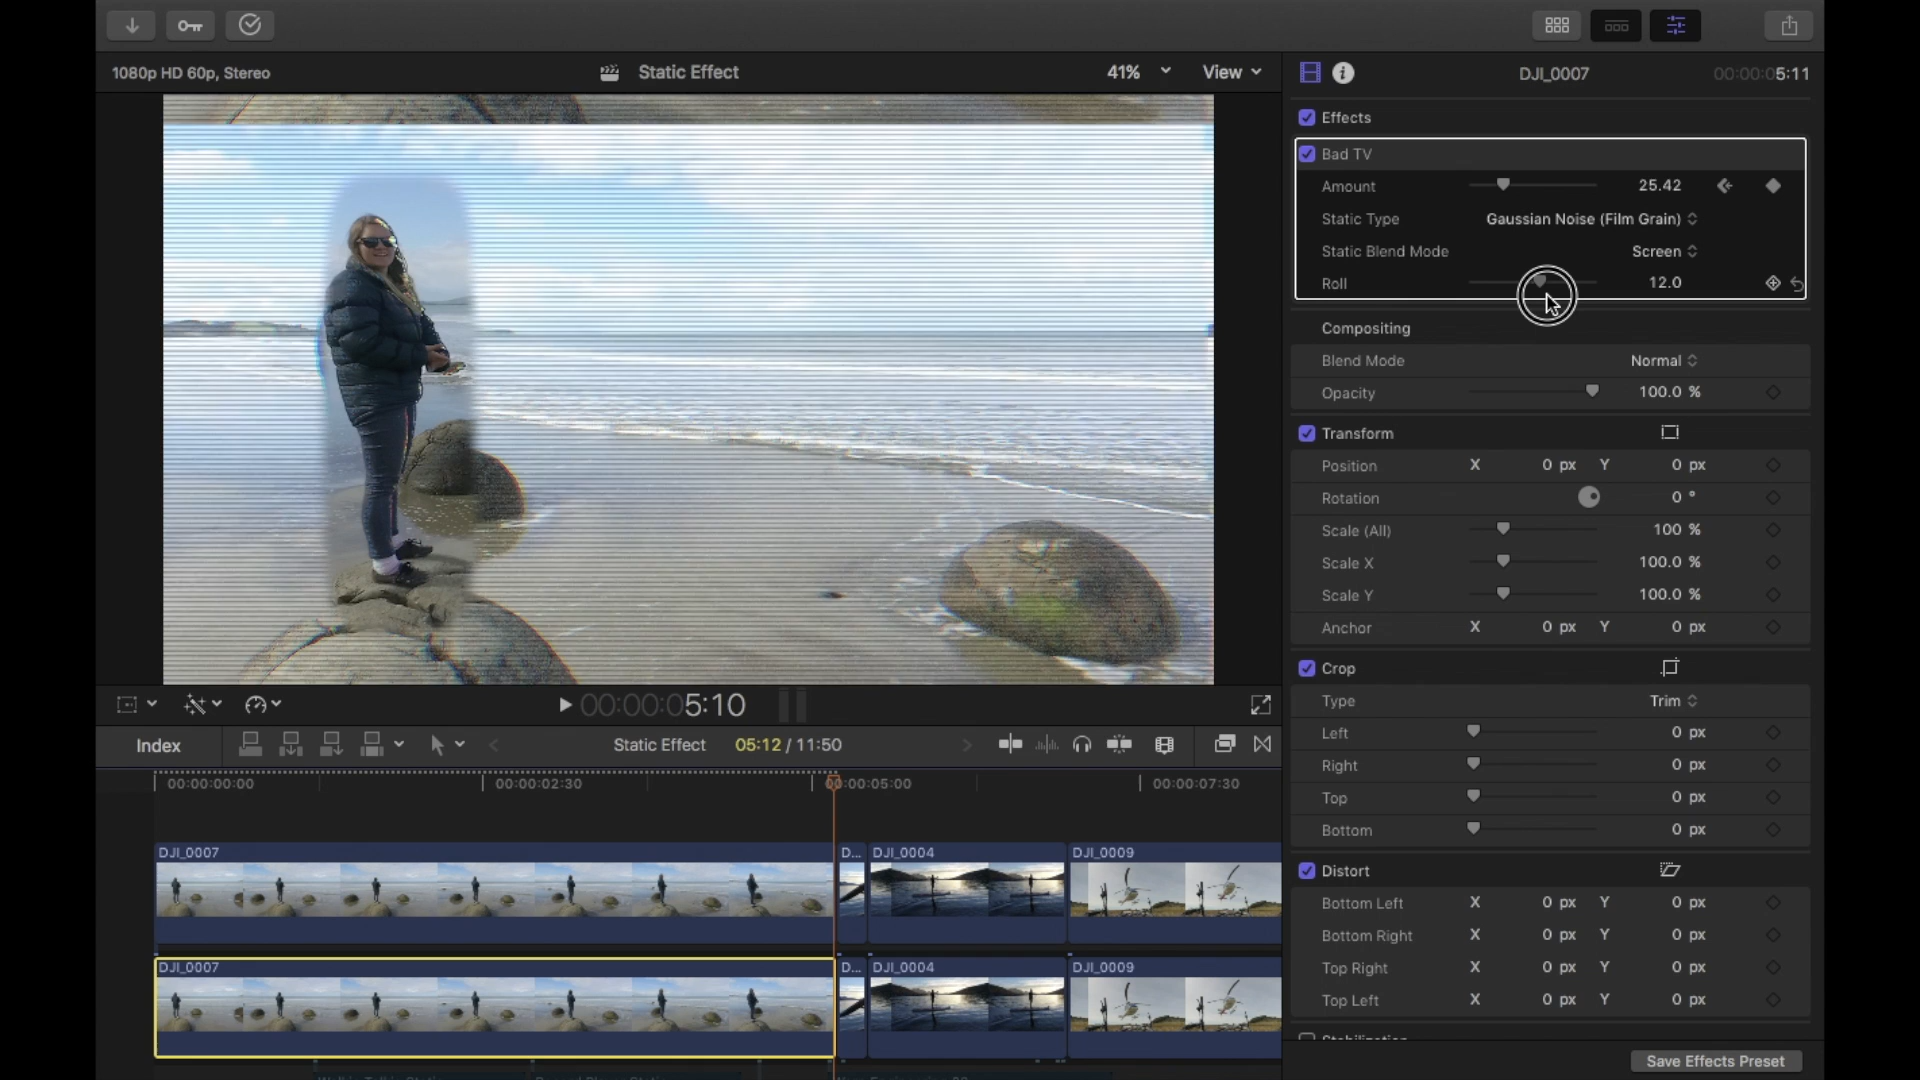 1080p HD 60p, Stereo
Static Effect
41%
View
DJI_0007
00:00:05:11
Effects
Bad TV
Amount 25.42
Static Type Gaussian Noise (Film Grain)
Static Blend Mode Screen
Roll 12.0
Compositing
Blend Mode Normal
Opacity 100.0 %
Transform
Position X 0 px Y 0 px
Rotation 0 °
Scale (All) 100 %
Scale X 100.0 %
Scale Y 100.0 %
Anchor X 0 px Y 0 px
Crop
Type Trim
Left 0 px
Right 0 px
Top 0 px
Bottom 0 px
Distort
Bottom Left X 0 px Y 0 px
Bottom Right X 0 px Y 0 px
Top Right X 0 px Y 0 px
Top Left X 0 px Y 0 px
Save Effects Preset
00:00:05:10
Index
Static Effect 05:12 / 11:50
00:00:00:00 00:00:02:30 00:00:05:00 00:00:07:30
DJI_0007 D... DJI_0004 DJI_0009
DJI_0007 D... DJI_0004 DJI_0009